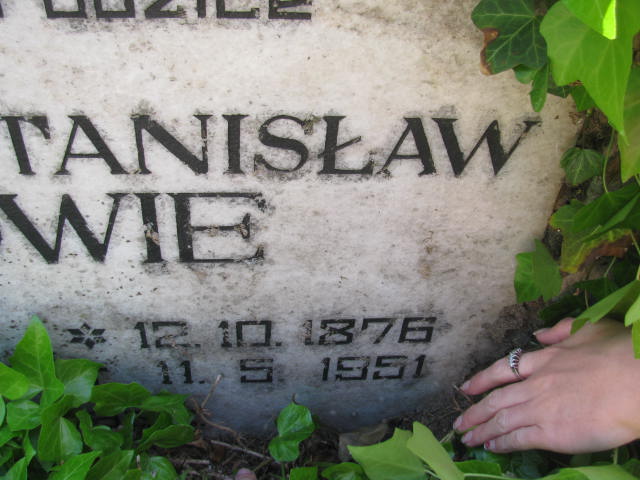 TANISŁAW
WIE
* 12.10.1876
11.5.1951